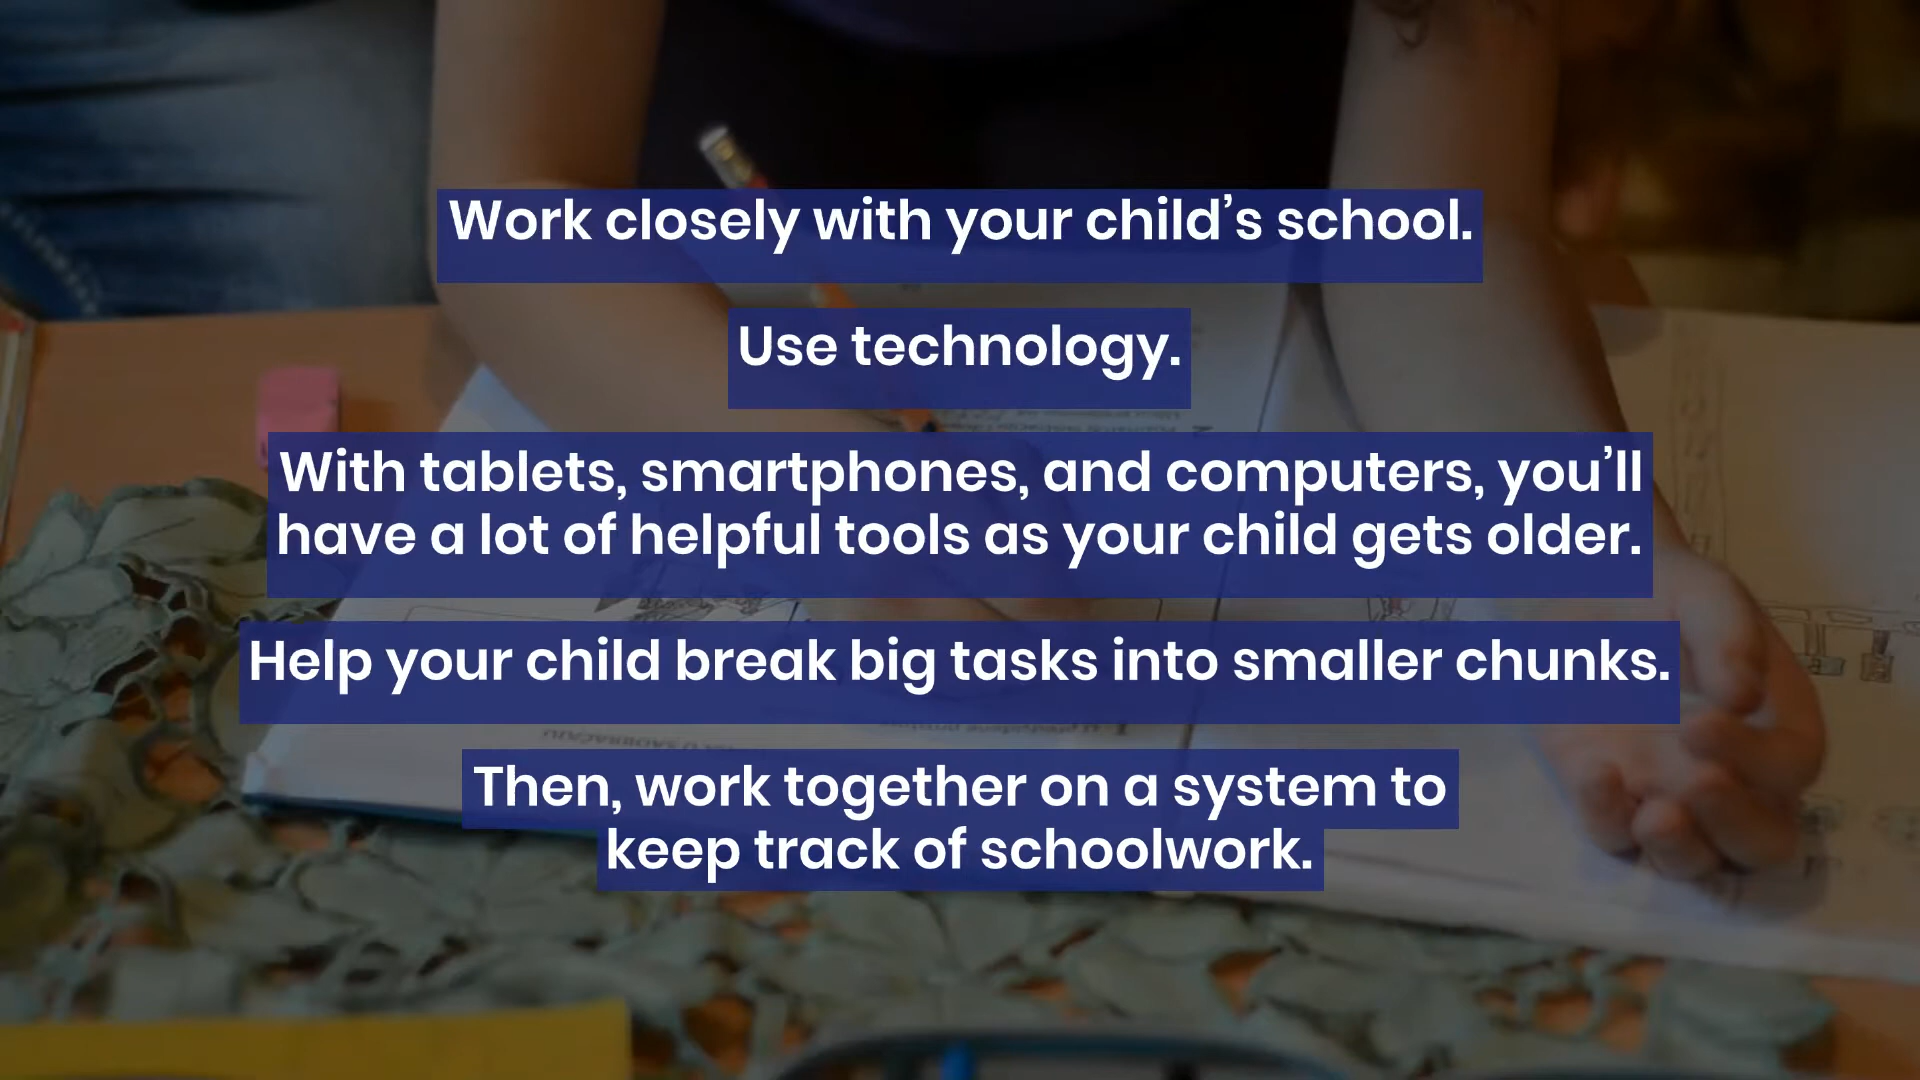 Work closely with your child’s school.
Use technology.
With tablets, smartphones, and computers, you’ll
have a lot of helpful tools as your child gets older.
Help your child break big tasks into smaller chunks.
Then, work together on a system to
keep track of schoolwork.